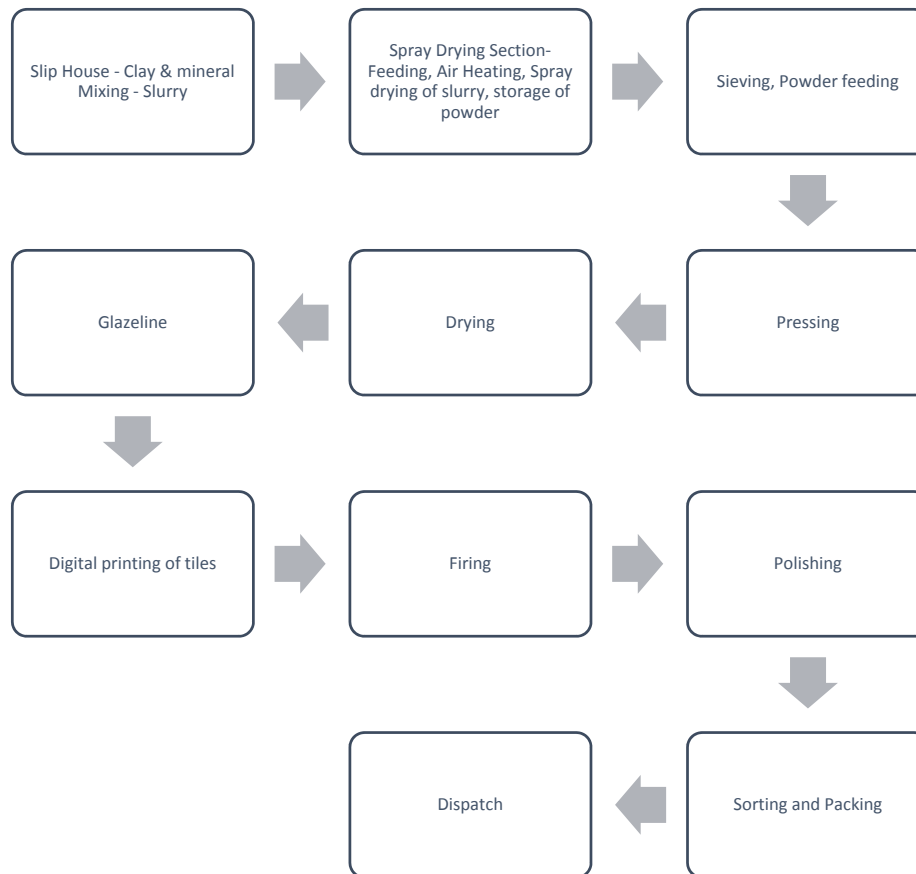 Slip House - Clay & mineral
Mixing - Slurry
Spray Drying Section-
Feeding, Air Heating, Spray
drying of slurry, storage of
powder
Sieving, Powder feeding
Pressing
Drying
Glazeline
Digital printing of tiles
Firing
Polishing
Sorting and Packing
Dispatch